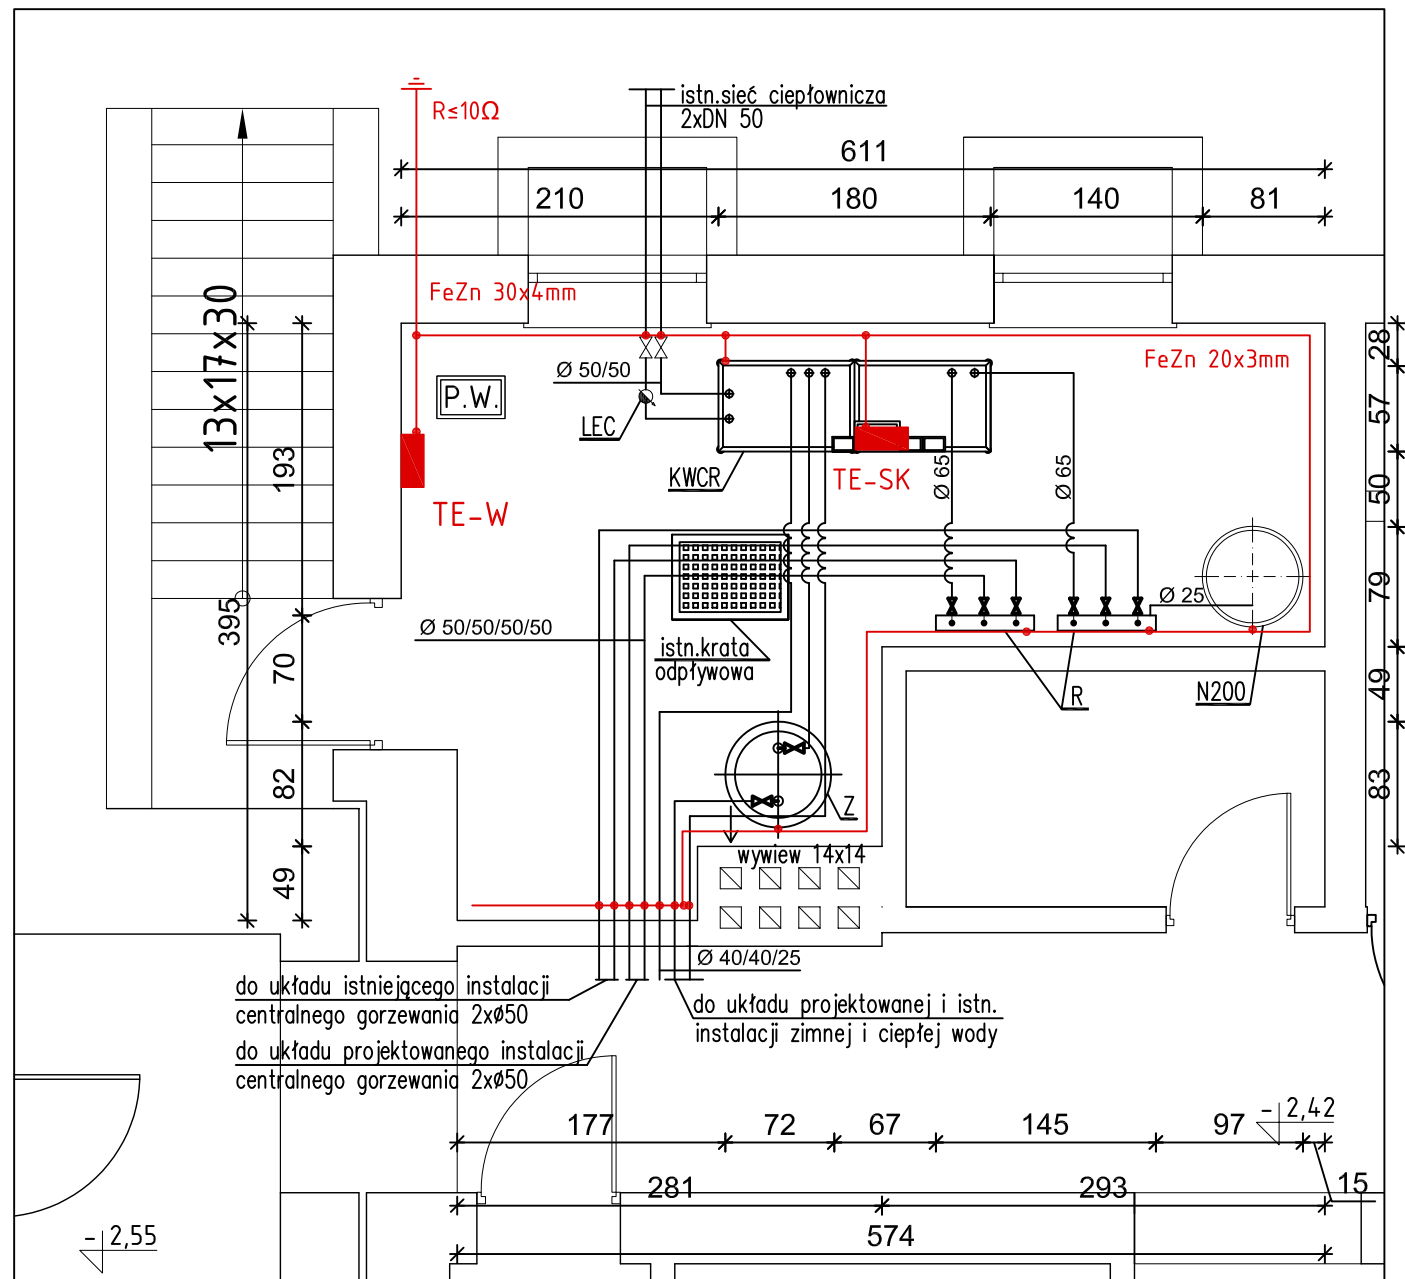 R≤10Ω
istn.sieć ciepłownicza
2xDN 50
611
210
180
140
81
FeZn 30x4mm
FeZn 20x3mm
13x17x30
P.W.
Ø 50/50
LEC
KWCR
TE-SK
TE-W
Ø 65
Ø 65
28
57
50
79
49
83
193
395
70
82
49
Ø 50/50/50/50
istn.krata
odpływowa
Ø 25
R
N200
Z
wywiew 14x14
Ø 40/40/25
do układu istniejącego instalacji
centralnego gorzewania 2xø50
do układu projektowanej i istn.
instalacji zimnej i ciepłej wody
do układu projektowanego instalacji
centralnego gorzewania 2xø50
177
72
67
145
97
- 2,42
281
293
15
574
- 2,55